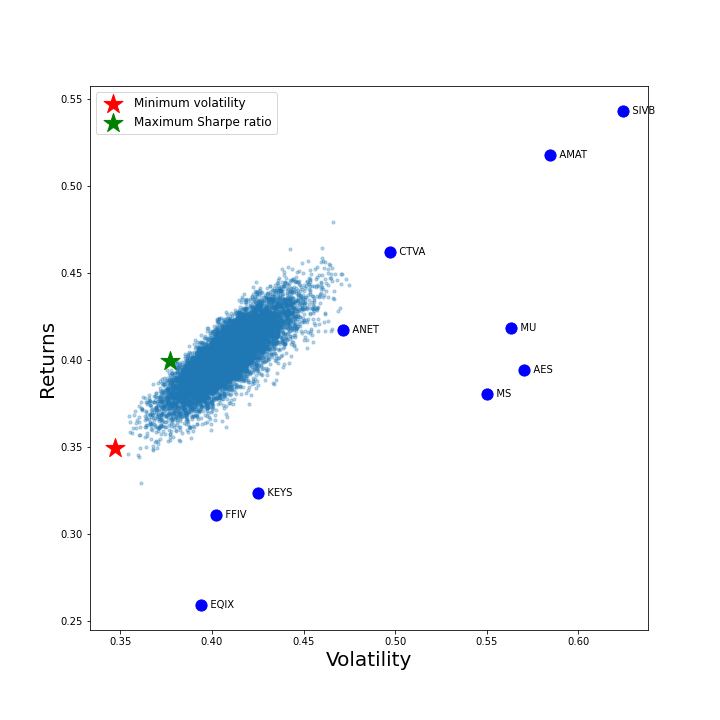 Minimum volatility
Maximum Sharpe ratio
0.55
0.50
0.45
0.40
0.35
0.30
0.25
Returns
SIVB
AMAT
CTVA
ANET
MU
AES
MS
KEYS
FFIV
EQIX
0.35 0.40 0.45 0.50 0.55 0.60
Volatility